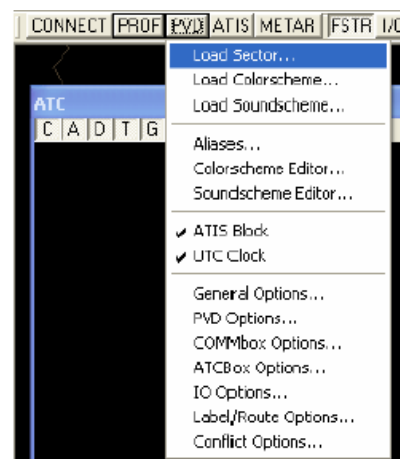 CONNECT PROF PVD ATIS METAR FSTR I/O
Load Sector...
Load Colorscheme...
ATC
Load Soundscheme...
C A D T G
Aliases...
Colorscheme Editor...
Soundscheme Editor...
ATIS Block
UTC Clock
General Options...
PVD Options...
COMMbox Options...
ATCBox Options...
IO Options...
Label/Route Options...
Conflict Options...